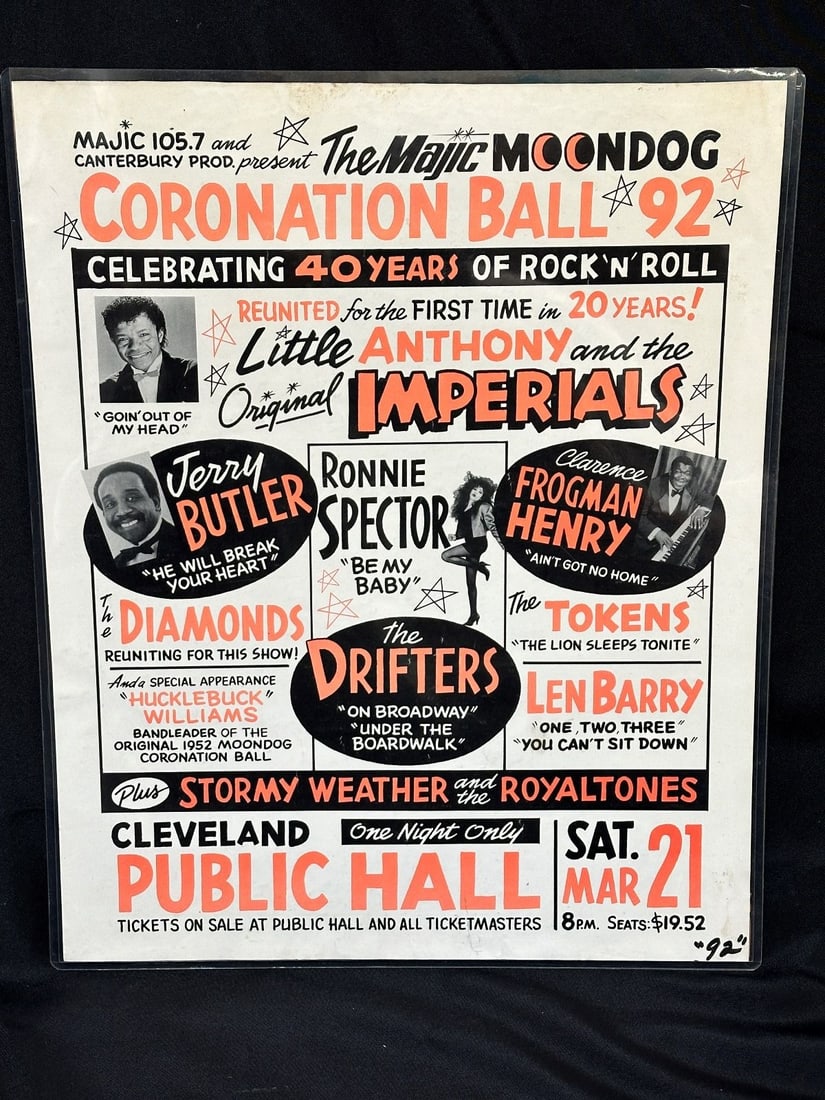 MAJIC 105.7 and
CANTERBURY PROD. present The Majic MOONDOG
CORONATION BALL '92
CELEBRATING 40 YEARS OF ROCK 'N' ROLL
REUNITED for the FIRST TIME in 20 YEARS!
Little ANTHONY and the
Original IMPERIALS
"GOIN' OUT OF
MY HEAD"
Jerry
BUTLER
"HE WILL BREAK
YOUR HEART"
RONNIE
SPECTOR
"BE MY
BABY"
Clarence
FROGMAN
HENRY
"AIN'T GOT NO HOME"
The DIAMONDS
REUNITING FOR THIS SHOW!
The TOKENS
"THE LION SLEEPS TONITE"
And a SPECIAL APPEARANCE
"HUCKLEBUCK"
WILLIAMS
BANDLEADER OF THE
ORIGINAL 1952 MOONDOG
CORONATION BALL
the
DRIFTERS
"ON BROADWAY"
"UNDER THE
BOARDWALK"
LEN BARRY
"ONE, TWO, THREE"
"YOU CAN'T SIT DOWN"
Plus STORMY WEATHER and the ROYALTONES
CLEVELAND One Night Only
PUBLIC HALL
TICKETS ON SALE AT PUBLIC HALL AND ALL TICKETMASTERS
SAT.
MAR 21
8 P.M. SEATS: $19.52
"92"